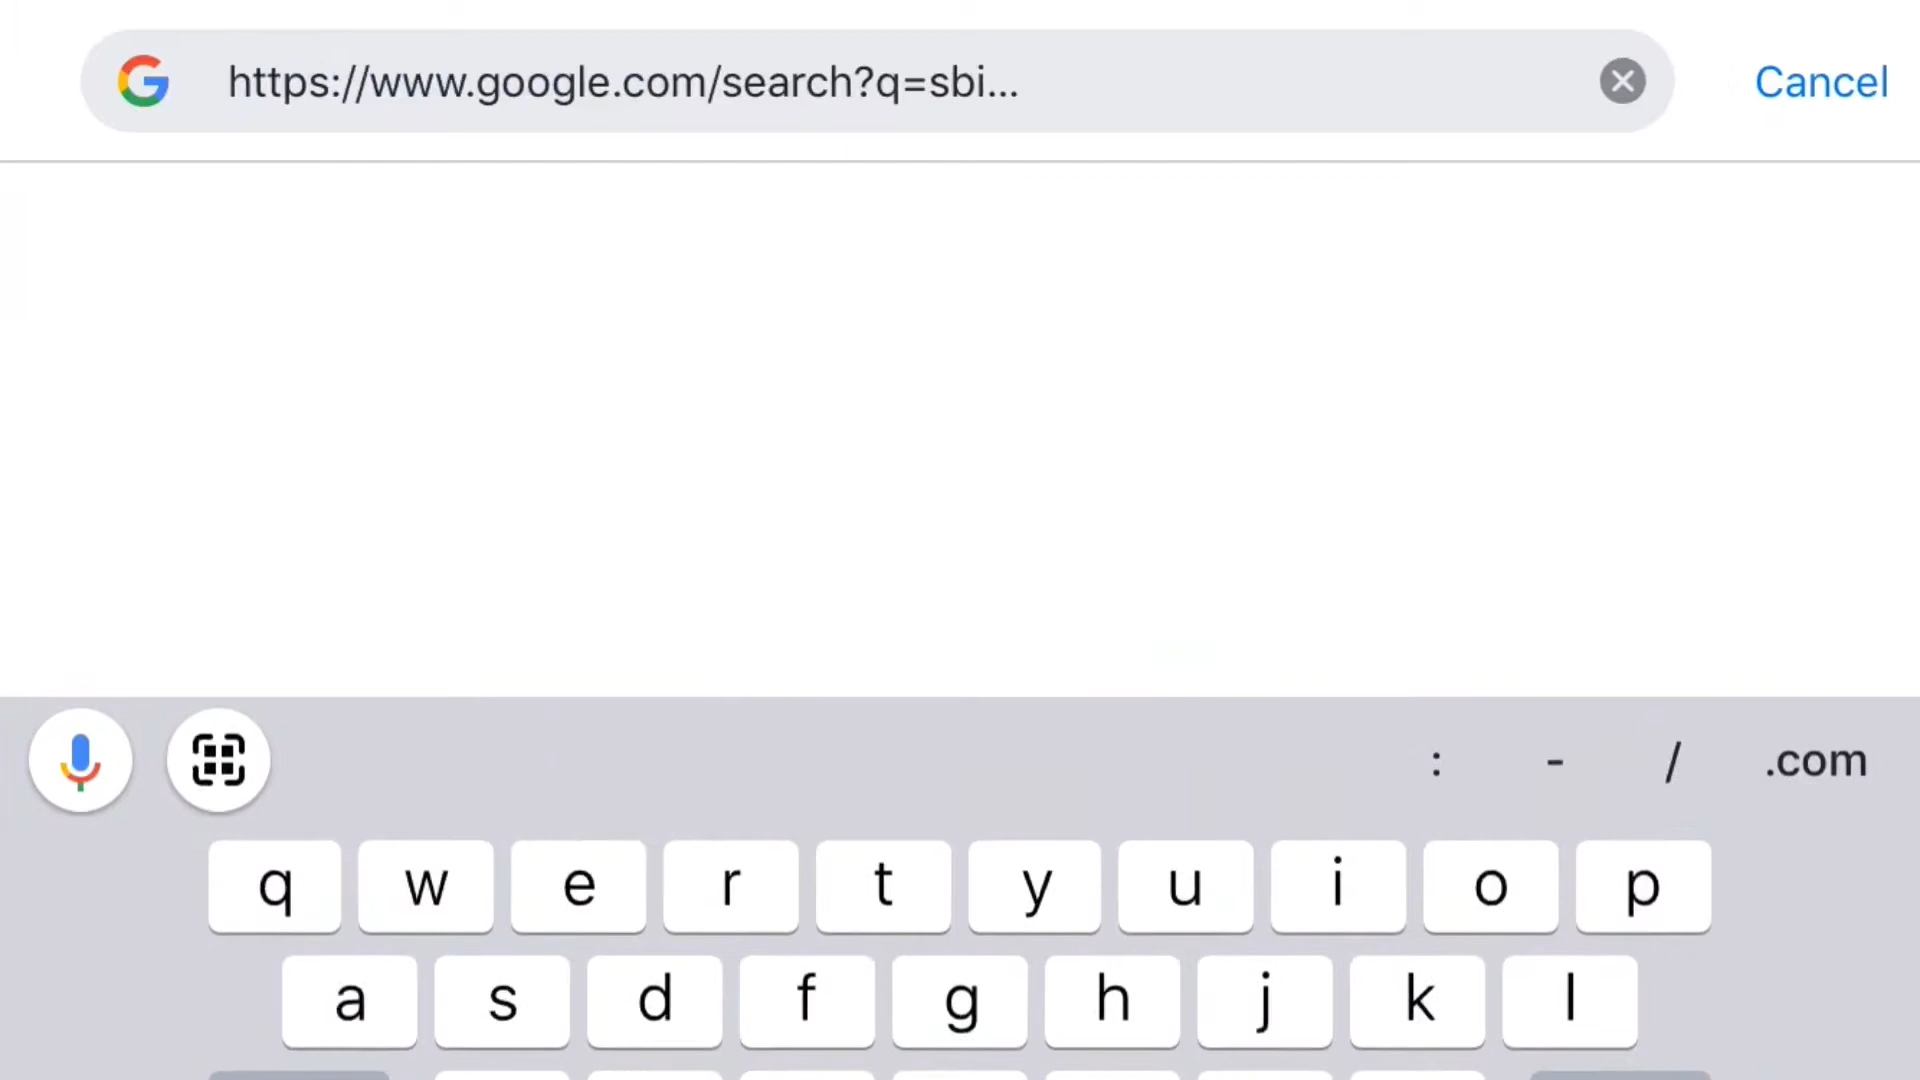 https://www.google.com/search?q=sbi...
Cancel
: - / .com
q w e r t y u i o p
a s d f g h j k l